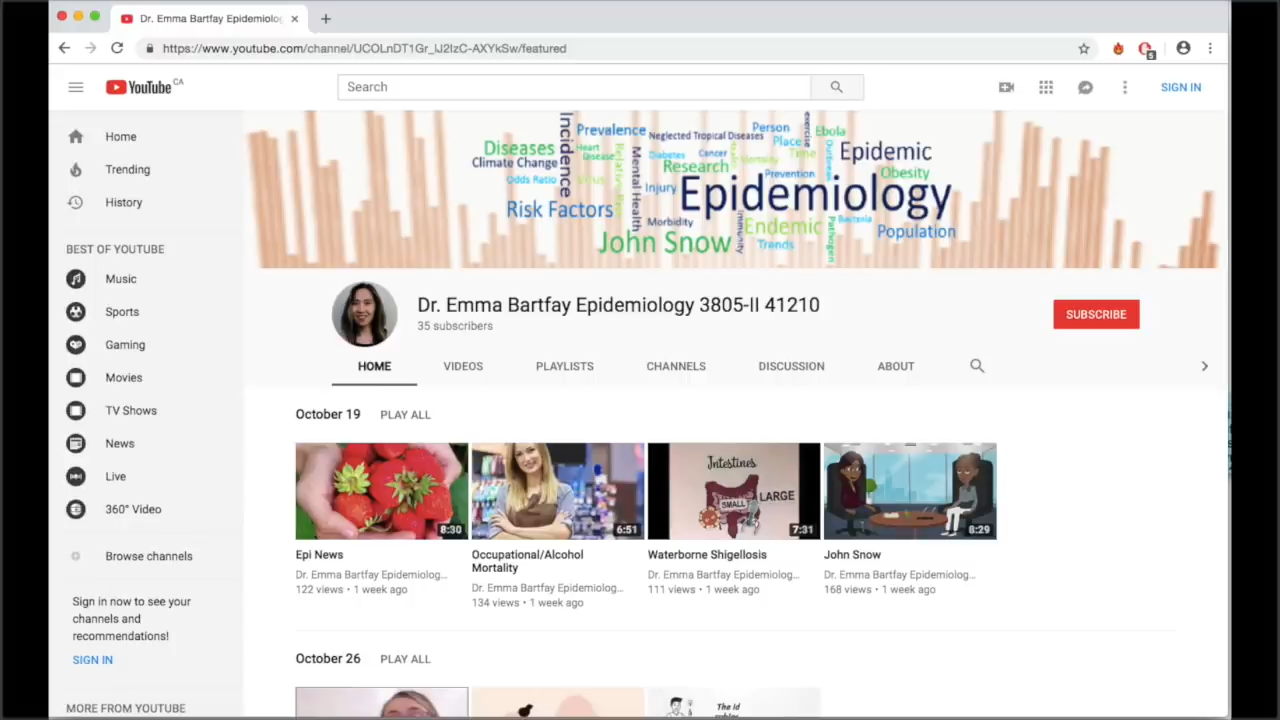 Dr. Emma Bartfay Epidemiolog
https://www.youtube.com/channel/UCOLnDT1Gr_lJ2IzC-AXYkSw/featured
5
YouTube CA
Search
SIGN IN
Home
Trending
History
BEST OF YOUTUBE
Music
Sports
Gaming
Movies
TV Shows
News
Live
360° Video
Browse channels
Sign in now to see your
channels and
recommendations!
SIGN IN
MORE FROM YOUTUBE
Incidence
Prevalence
Neglected Tropical Diseases
Person
exercise
Ebola
Diseases
Heart
Disease
Place
Epidemic
Climate Change
Mental Health
Diabetes
Cancer
Time
Research
Odds Ratio
Prevention
Obesity
Injury
Epidemiology
Risk Factors
Morbidity
Endemic
Bacteria
Pathogen
Population
John Snow
Trends
Dr. Emma Bartfay Epidemiology 3805-II 41210
35 subscribers
SUBSCRIBE
HOME VIDEOS PLAYLISTS CHANNELS DISCUSSION ABOUT
October 19 PLAY ALL
8:30
6:51
Intestines
SMALL
LARGE
7:31
8:29
Epi News
Dr. Emma Bartfay Epidemiolog...
122 views • 1 week ago
Occupational/Alcohol
Mortality
Dr. Emma Bartfay Epidemiolog...
134 views • 1 week ago
Waterborne Shigellosis
Dr. Emma Bartfay Epidemiolog...
111 views • 1 week ago
John Snow
Dr. Emma Bartfay Epidemiolog...
168 views • 1 week ago
October 26 PLAY ALL
The Id